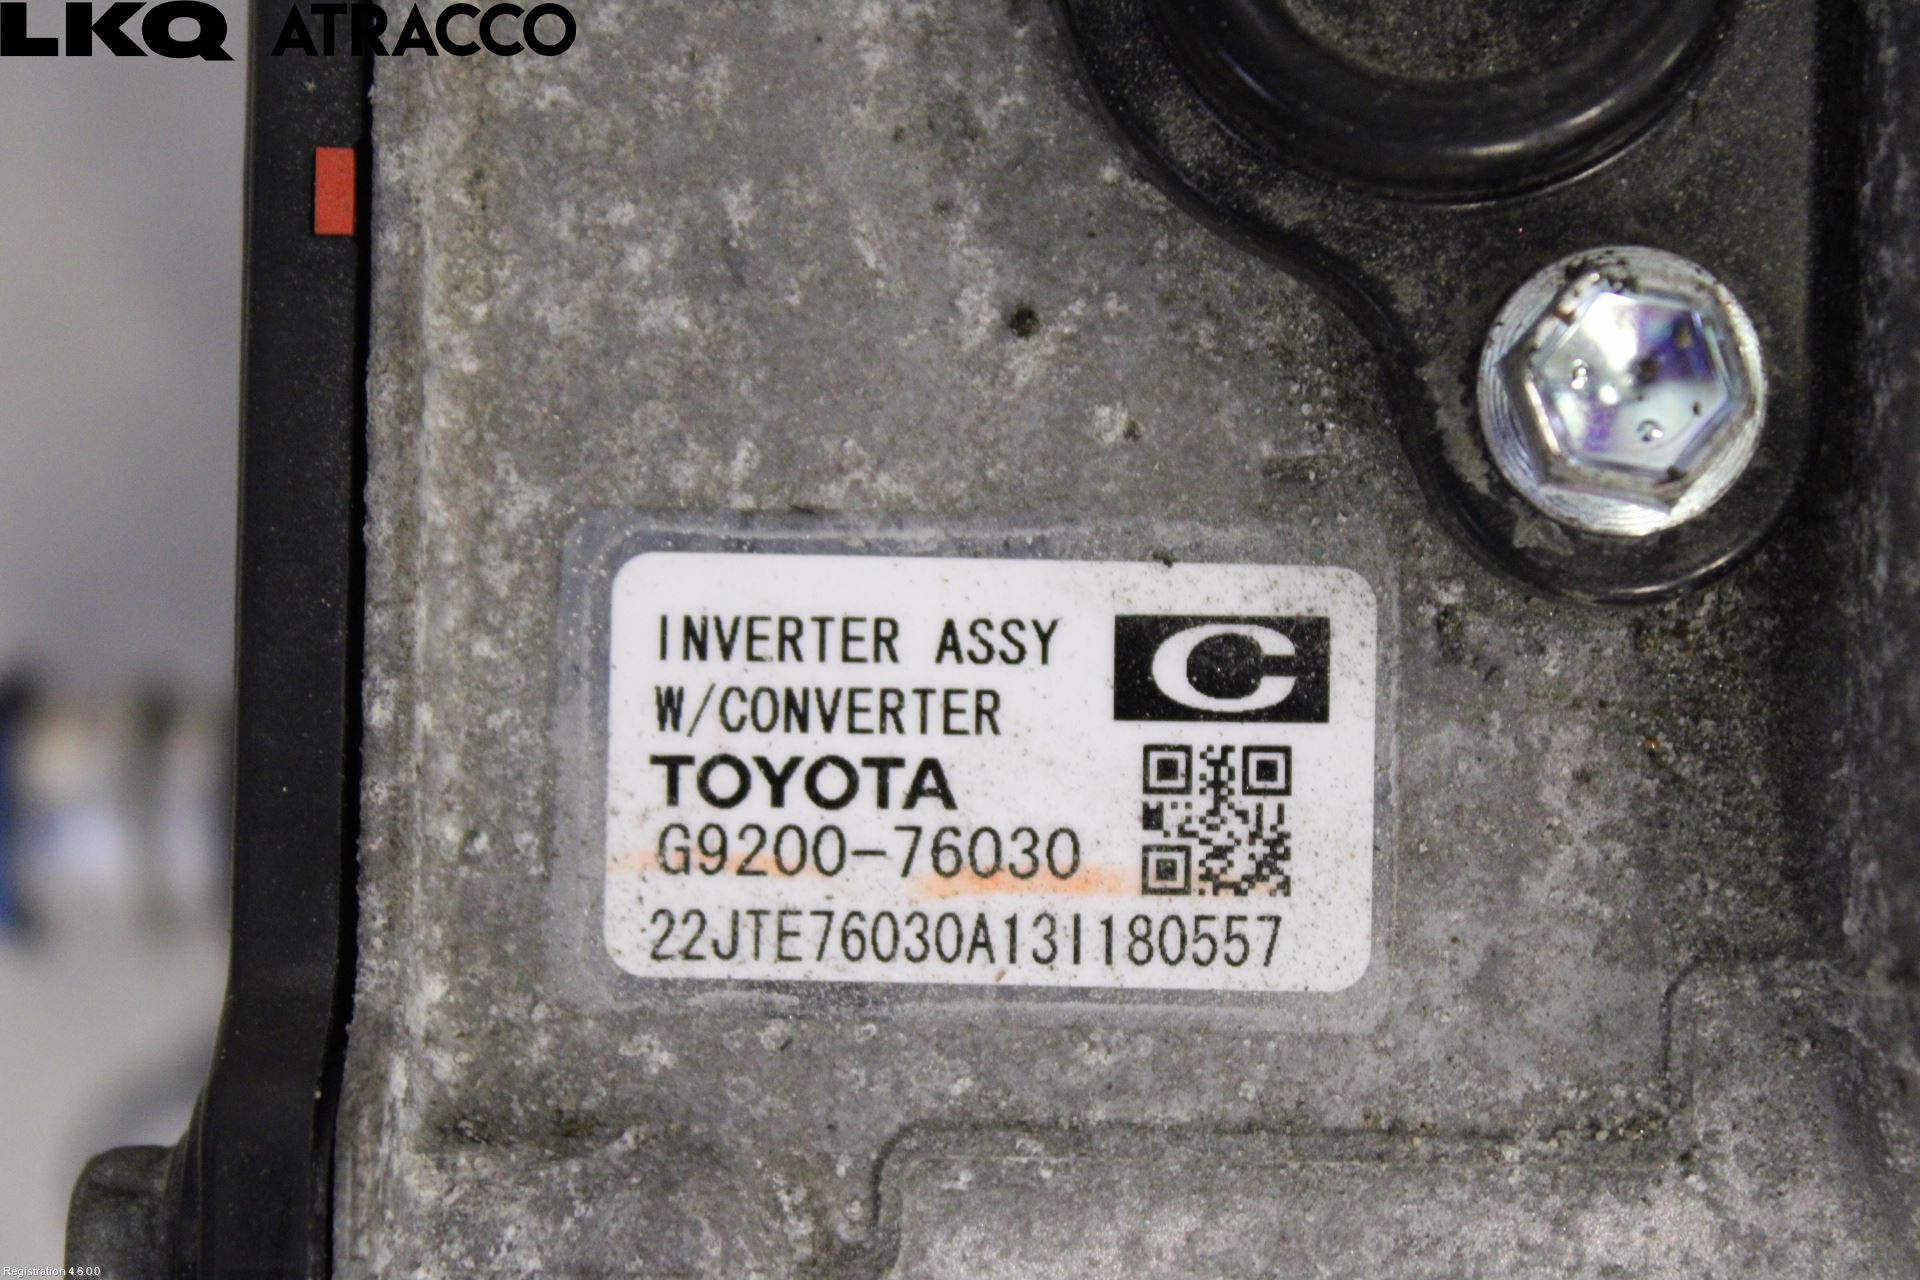 LKQ ATRACCO
INVERTER ASSY
W/CONVERTER
C
TOYOTA
G9200-76030
22JTE76030A13I180557
Registration 4.6.0.0